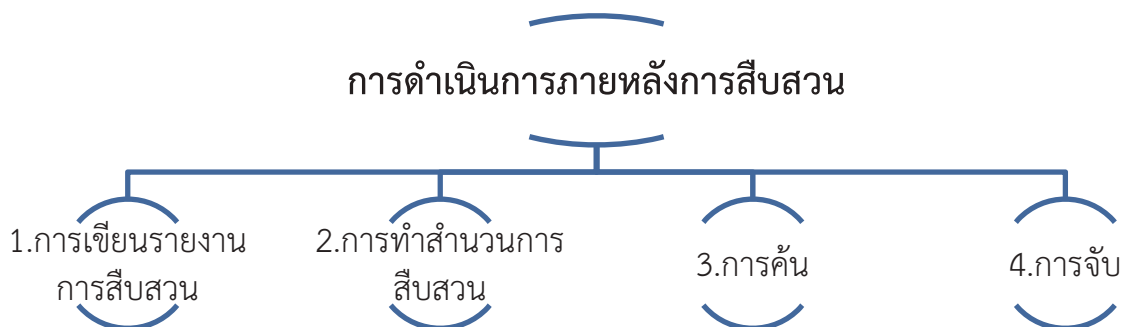 การดำเนินการภายหลังการสืบสวน
1.การเขียนรายงาน
การสืบสวน
2.การทำสำนวนการ
สืบสวน
3.การค้น
4.การจับ